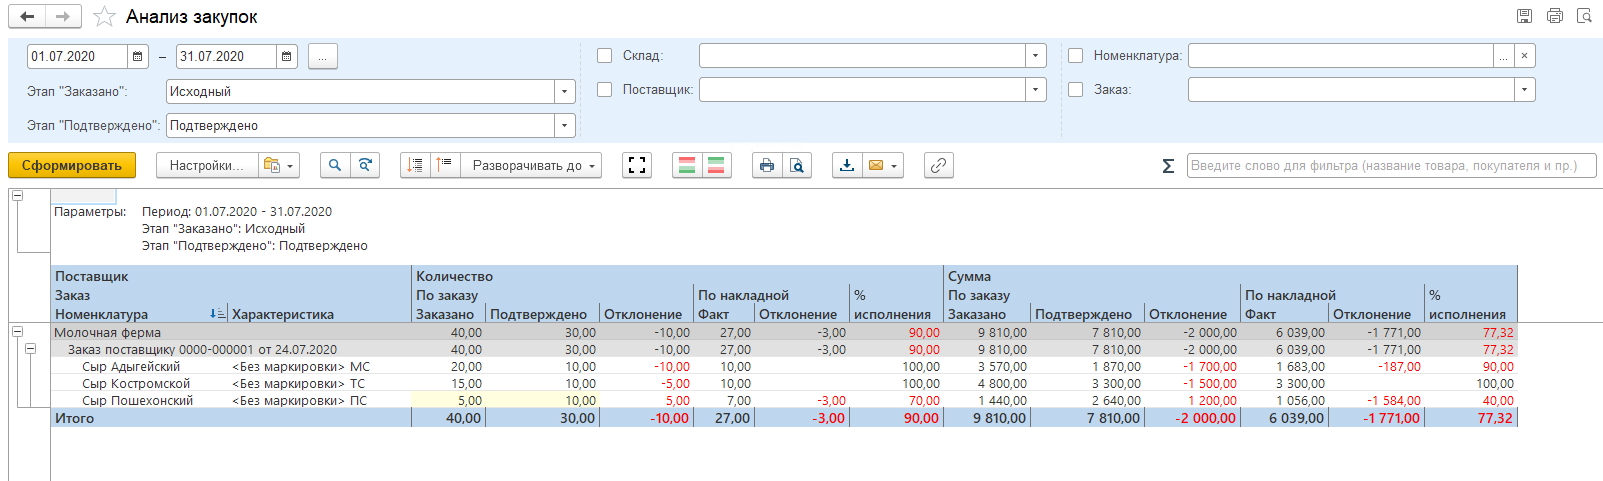 Анализ закупок
01.07.2020 – 31.07.2020 ... Склад: Номенклатура: ... ×
Этап "Заказано": Исходный Поставщик: Заказ:
Этап "Подтверждено": Подтверждено
Сформировать Настройки... Разворачивать до Σ Введите слово для фильтра (название товара, покупателя и пр.)
Параметры: Период: 01.07.2020 - 31.07.2020
Этап "Заказано": Исходный
Этап "Подтверждено": Подтверждено
Поставщик Количество Сумма
Заказ По заказу По накладной % По заказу По накладной %
Номенклатура Характеристика Заказано Подтверждено Отклонение Факт Отклонение исполнения Заказано Подтверждено Отклонение Факт Отклонение исполнения
Молочная ферма 40,00 30,00 -10,00 27,00 -3,00 90,00 9 810,00 7 810,00 -2 000,00 6 039,00 -1 771,00 77,32
Заказ поставщику 0000-000001 от 24.07.2020 40,00 30,00 -10,00 27,00 -3,00 90,00 9 810,00 7 810,00 -2 000,00 6 039,00 -1 771,00 77,32
Сыр Адыгейский <Без маркировки> МС 20,00 10,00 -10,00 10,00 100,00 3 570,00 1 870,00 -1 700,00 1 683,00 -187,00 90,00
Сыр Костромской <Без маркировки> ТС 15,00 10,00 -5,00 10,00 100,00 4 800,00 3 300,00 -1 500,00 3 300,00 100,00
Сыр Пошехонский <Без маркировки> ПС 5,00 10,00 5,00 7,00 -3,00 70,00 1 440,00 2 640,00 1 200,00 1 056,00 -1 584,00 40,00
Итого 40,00 30,00 -10,00 27,00 -3,00 90,00 9 810,00 7 810,00 -2 000,00 6 039,00 -1 771,00 77,32